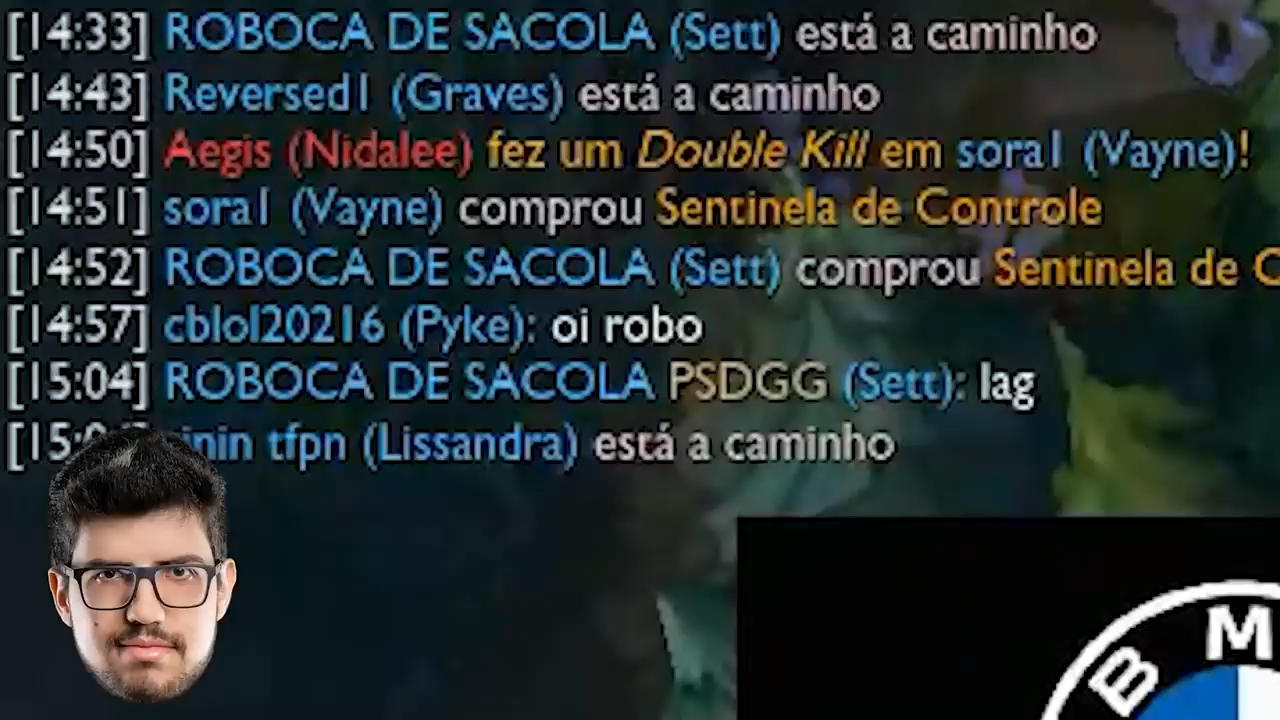 [14:33] ROBOCA DE SACOLA (Sett) está a caminho
[14:43] Reversed1 (Graves) está a caminho
[14:50] Aegis (Nidalee) fez um Double Kill em sora1 (Vayne)!
[14:51] sora1 (Vayne) comprou Sentinela de Controle
[14:52] ROBOCA DE SACOLA (Sett) comprou Sentinela de C
[14:57] cblol20216 (Pyke): oi robo
[15:04] ROBOCA DE SACOLA PSDGG (Sett): lag
tfpn (Lissandra) está a caminho
B M